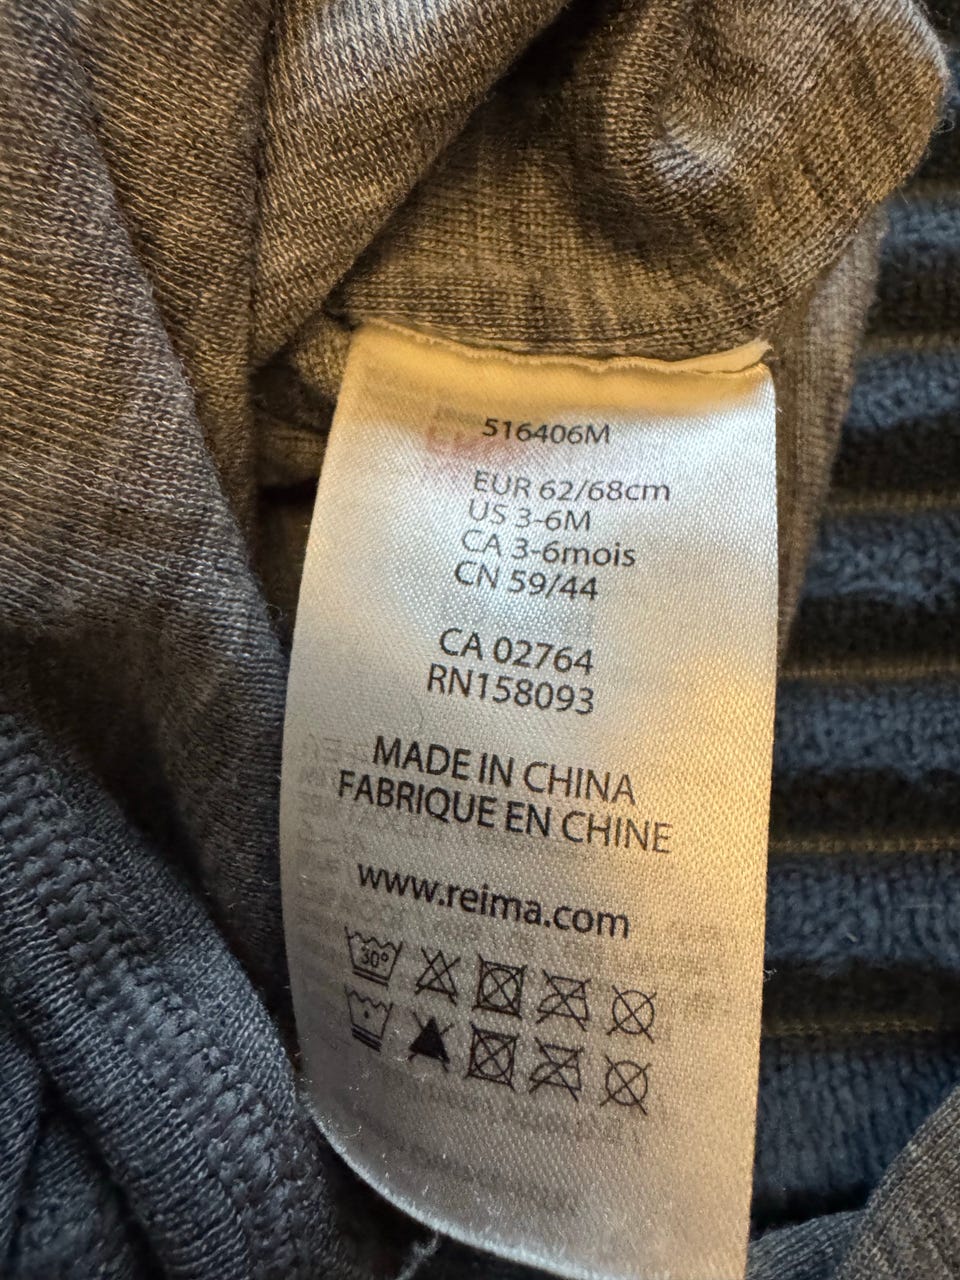 516406M
EUR 62/68cm
US 3-6M
CA 3-6mois
CN 59/44
CA 02764
RN158093
MADE IN CHINA
FABRIQUE EN CHINE
www.reima.com
30°